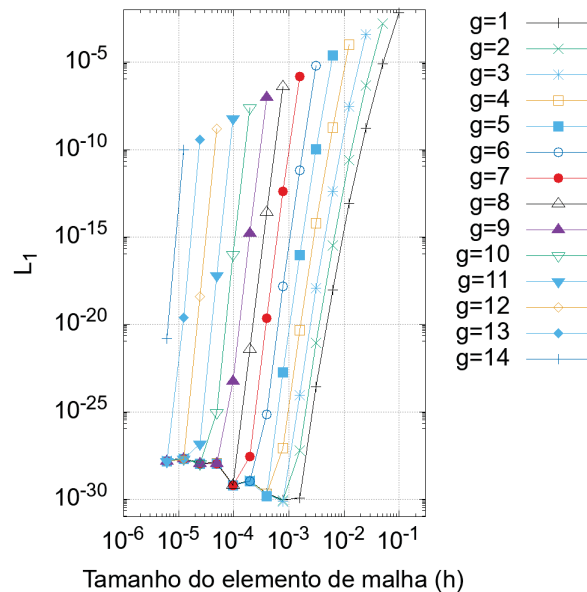 10^-5
10^-10
10^-15
10^-20
10^-25
10^-30
L_1
10^-6 10^-5 10^-4 10^-3 10^-2 10^-1
Tamanho do elemento de malha (h)
g=1
g=2
g=3
g=4
g=5
g=6
g=7
g=8
g=9
g=10
g=11
g=12
g=13
g=14